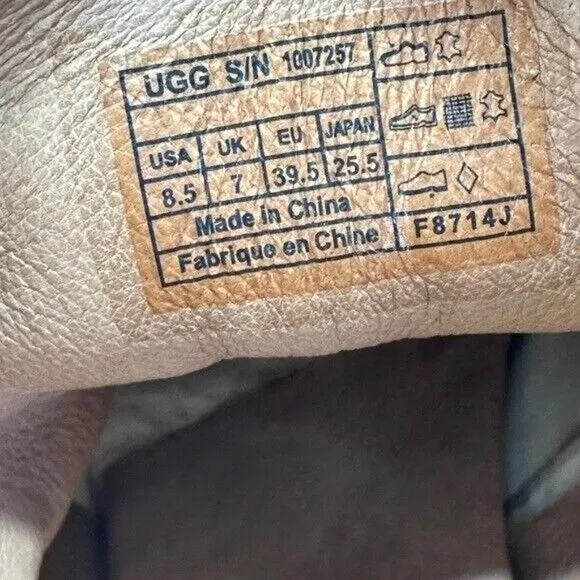 UGG S/N 1007257
USA UK EU JAPAN
8.5 7 39.5 25.5
Made in China
Fabrique en Chine F8714J